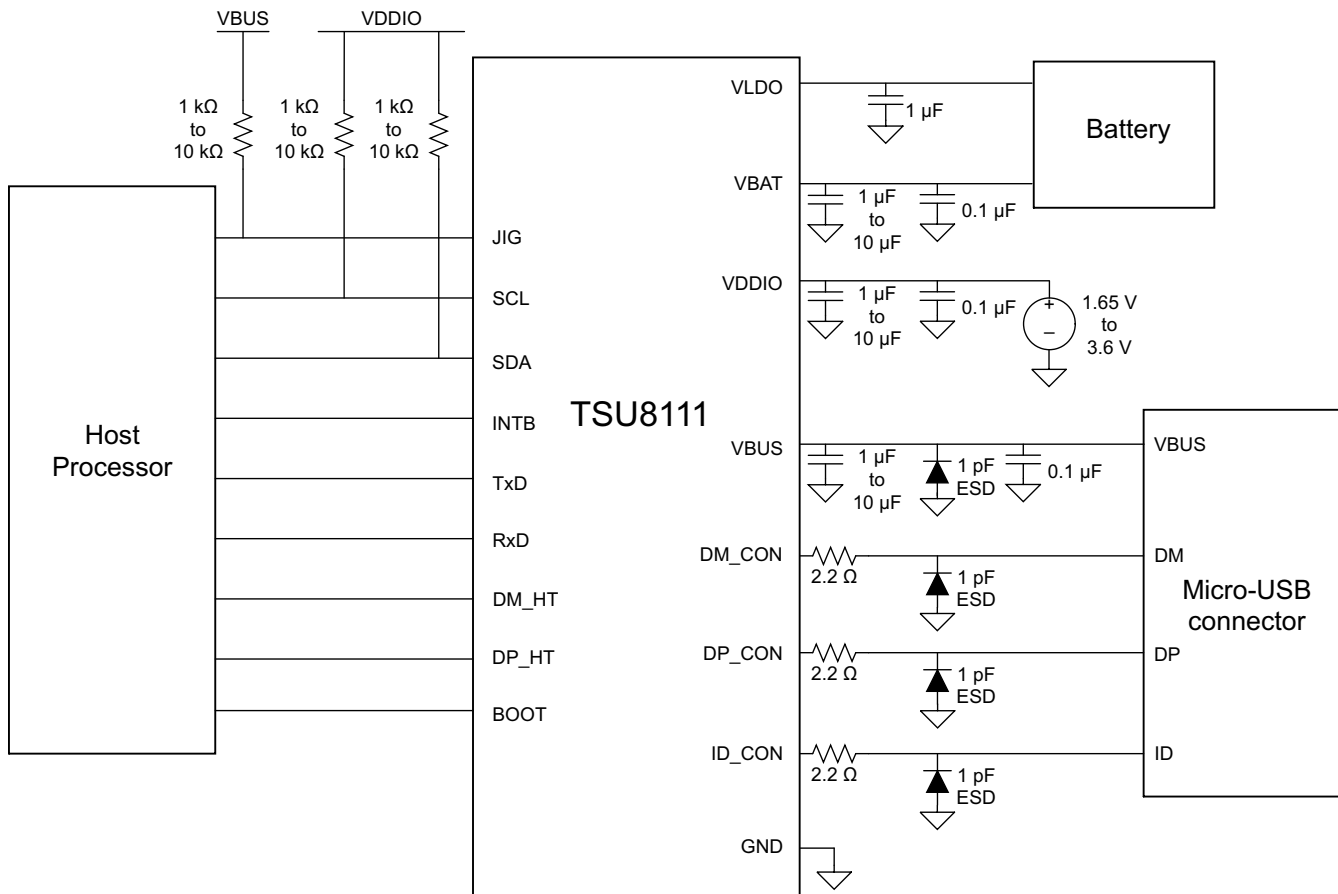 VBUS
VDDIO
1 kΩ
to
10 kΩ
1 kΩ
to
10 kΩ
1 kΩ
to
10 kΩ
Host
Processor
JIG
SCL
SDA
INTB
TxD
RxD
DM_HT
DP_HT
BOOT
TSU8111
VLDO
1 µF
VBAT
1 µF
to
10 µF
0.1 µF
Battery
VDDIO
1 µF
to
10 µF
0.1 µF
+
−
1.65 V
to
3.6 V
VBUS
1 µF
to
10 µF
1 pF
ESD
0.1 µF
VBUS
DM_CON
2.2 Ω
1 pF
ESD
DM
Micro-USB
connector
DP_CON
2.2 Ω
1 pF
ESD
DP
ID_CON
2.2 Ω
1 pF
ESD
ID
GND